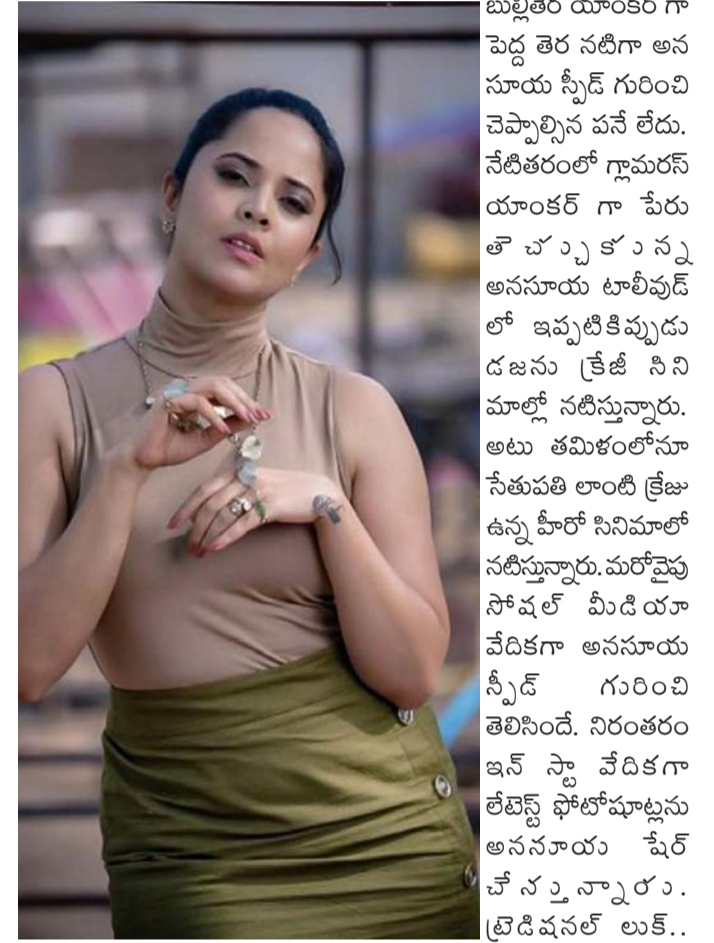 బుల్లితెర యాంకర్ గా
పెద్ద తెర నటిగా అన
సూయ స్పీడ్ గురించి
చెప్పాల్సిన పనే లేదు.
నేటితరంలో గ్లామరస్
యాంకర్ గా పేరు
తెచ్చుకున్న
అనసూయ టాలీవుడ్
లో ఇప్పటికిప్పుడు
డజను క్రేజీ సిని
మాల్లో నటిస్తున్నారు.
అటు తమిళంలోనూ
సేతుపతి లాంటి క్రేజు
ఉన్న హీరో సినిమాలో
నటిస్తున్నారు.మరోవైపు
సోషల్ మీడియా
వేదికగా అనసూయ
స్పీడ్ గురించి
తెలిసిందే. నిరంతరం
ఇన్ స్టా వేదికగా
లేటెస్ట్ ఫోటోషూట్లను
అననూయ షేర్
చేస్తున్నారు.
ట్రెడిషనల్ లుక్..